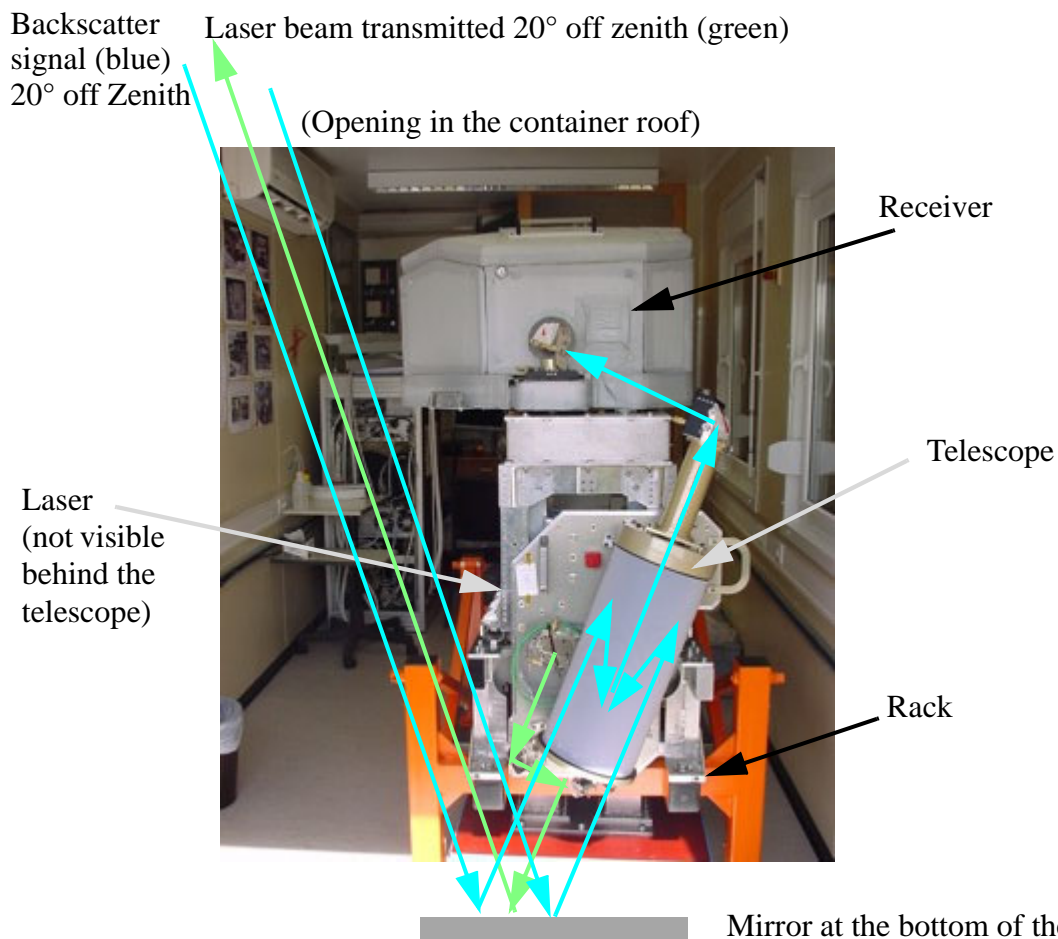 Backscatter
signal (blue)
20° off Zenith
Laser beam transmitted 20° off zenith (green)
(Opening in the container roof)
Receiver
Telescope
Laser
(not visible
behind the
telescope)
Rack
Mirror at the bottom of the